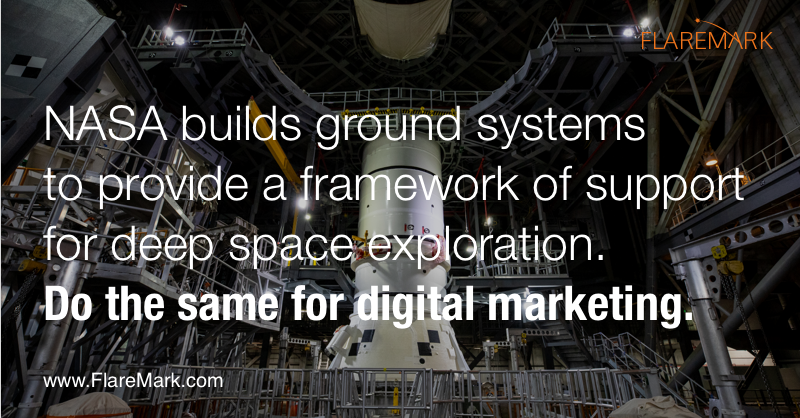 FLAREMARK
NASA builds ground systems
to provide a framework of support
for deep space exploration.
Do the same for digital marketing.
www.FlareMark.com